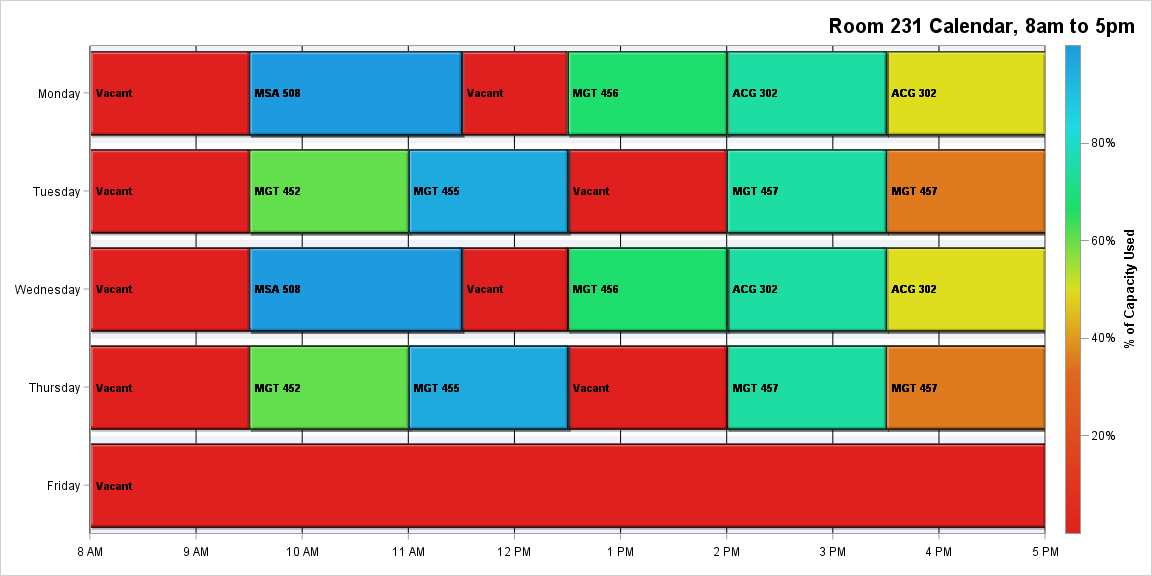 Room 231 Calendar, 8am to 5pm
Monday Vacant MSA 508 Vacant MGT 456 ACG 302 ACG 302
Tuesday Vacant MGT 452 MGT 455 Vacant MGT 457 MGT 457
Wednesday Vacant MSA 508 Vacant MGT 456 ACG 302 ACG 302
Thursday Vacant MGT 452 MGT 455 Vacant MGT 457 MGT 457
Friday Vacant
8 AM 9 AM 10 AM 11 AM 12 PM 1 PM 2 PM 3 PM 4 PM 5 PM
80%
60%
40%
20%
% of Capacity Used